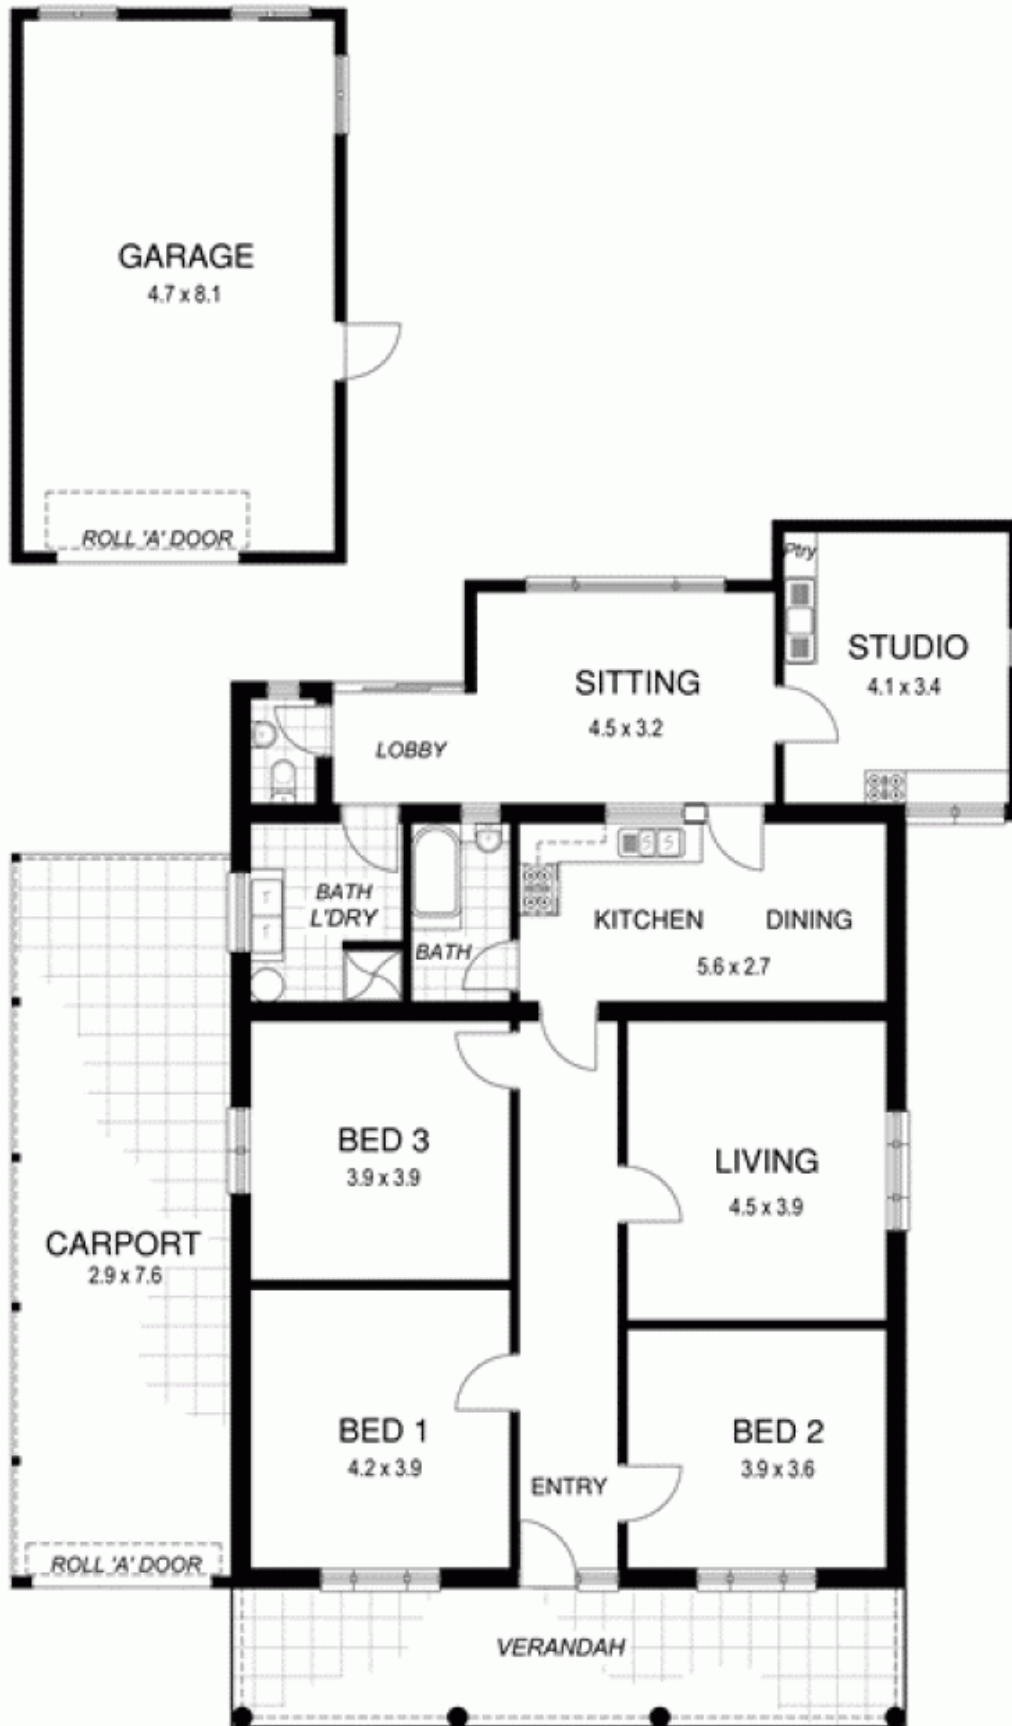 GARAGE
4.7 x 8.1
ROLL 'A' DOOR
Ptry
STUDIO
4.1 x 3.4
SITTING
4.5 x 3.2
LOBBY
BATH
L'DRY
BATH
KITCHEN
DINING
5.6 x 2.7
BED 3
3.9 x 3.9
LIVING
4.5 x 3.9
CARPORT
2.9 x 7.6
BED 1
4.2 x 3.9
BED 2
3.9 x 3.6
ENTRY
ROLL 'A' DOOR
VERANDAH